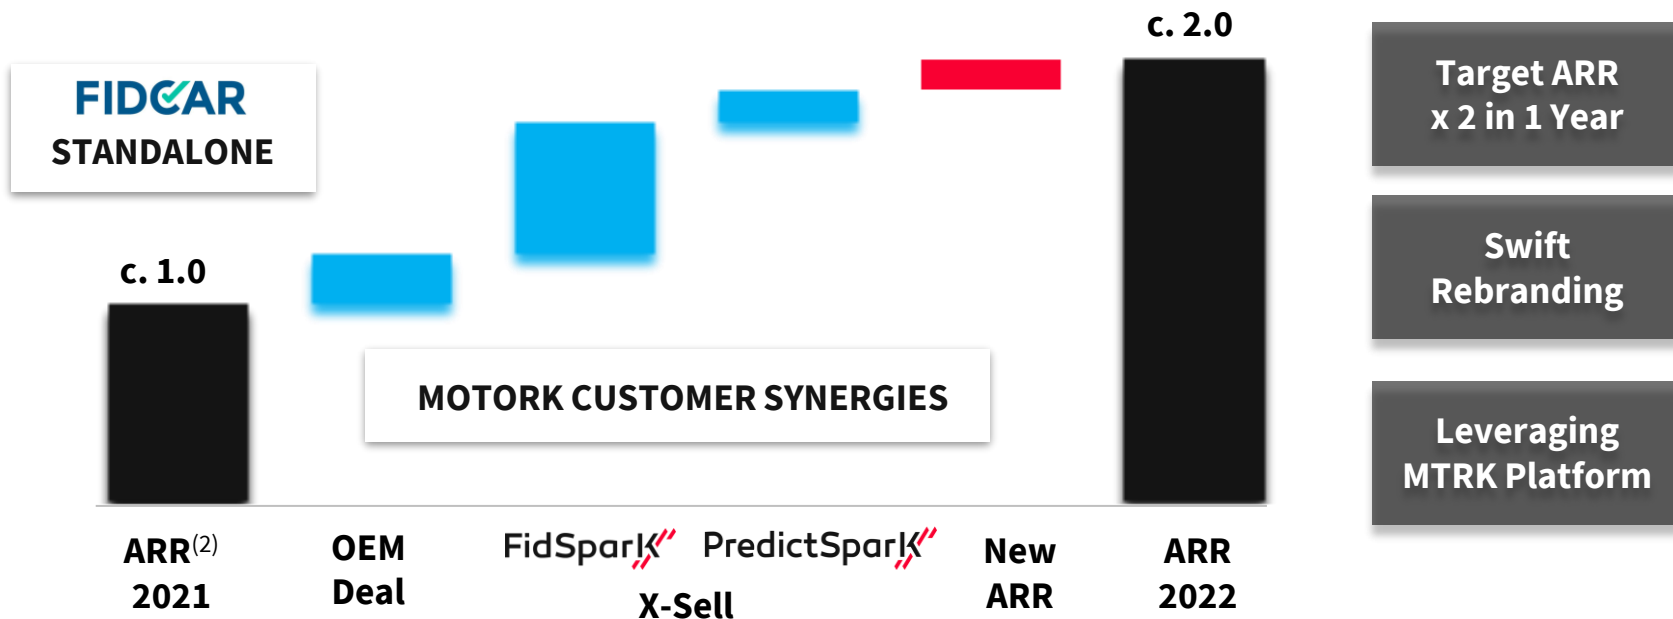 FIDCAR
STANDALONE
c. 1.0
c. 2.0
MOTORK CUSTOMER SYNERGIES
ARR(2)
2021
OEM
Deal
FidSpark
PredictSpark
X-Sell
New
ARR
ARR
2022
Target ARR
x 2 in 1 Year
Swift
Rebranding
Leveraging
MTRK Platform